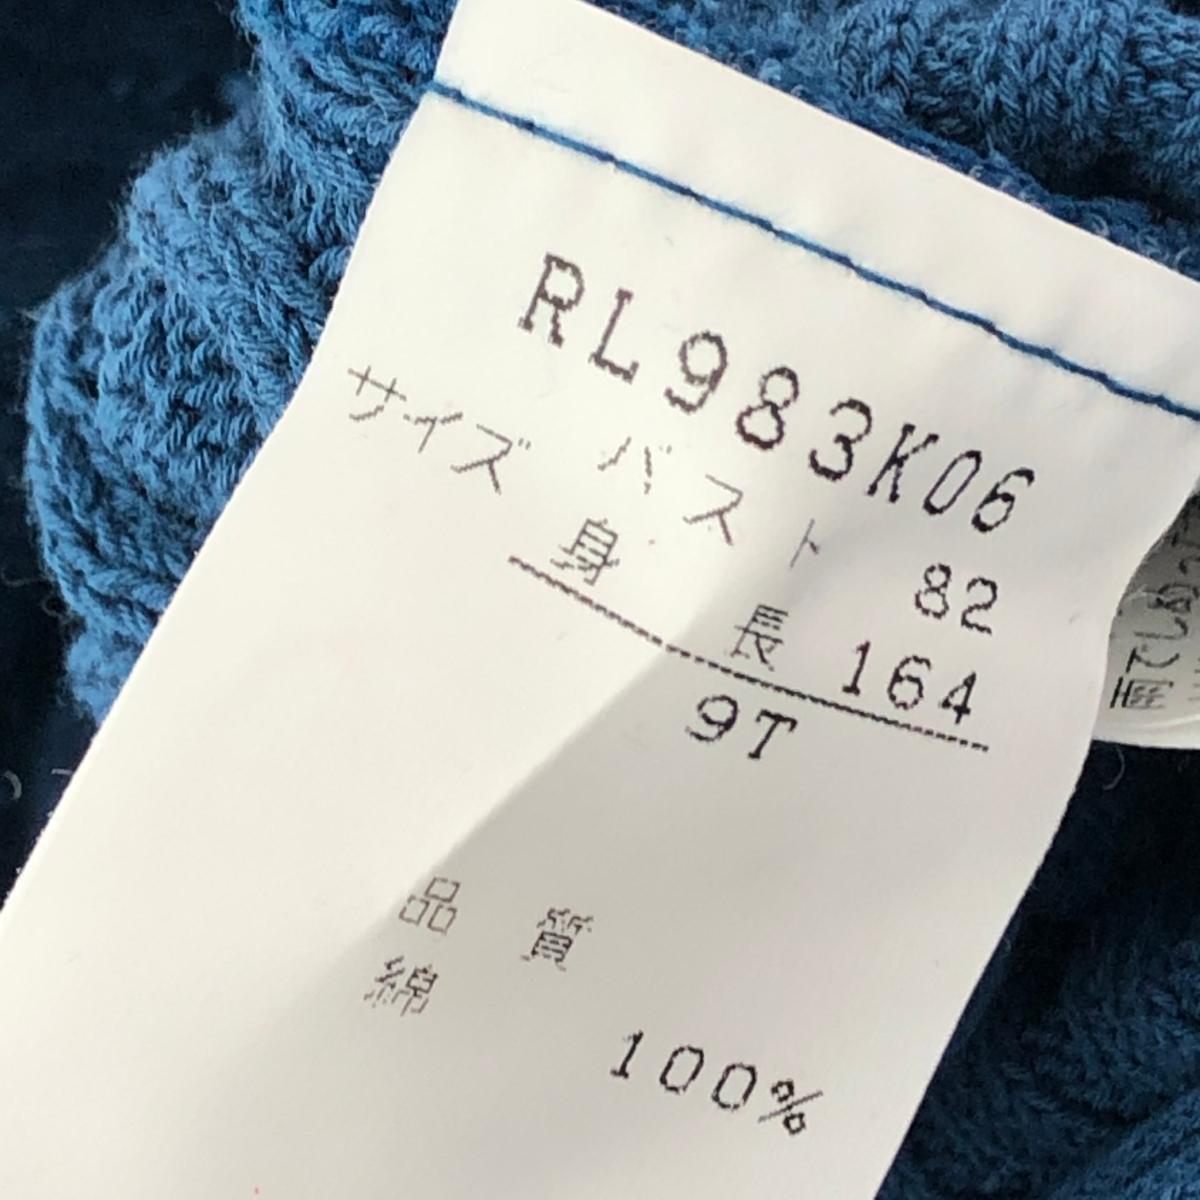 RL983K06
サイズ バスト 82
身長 164
9T
品質
綿
100%